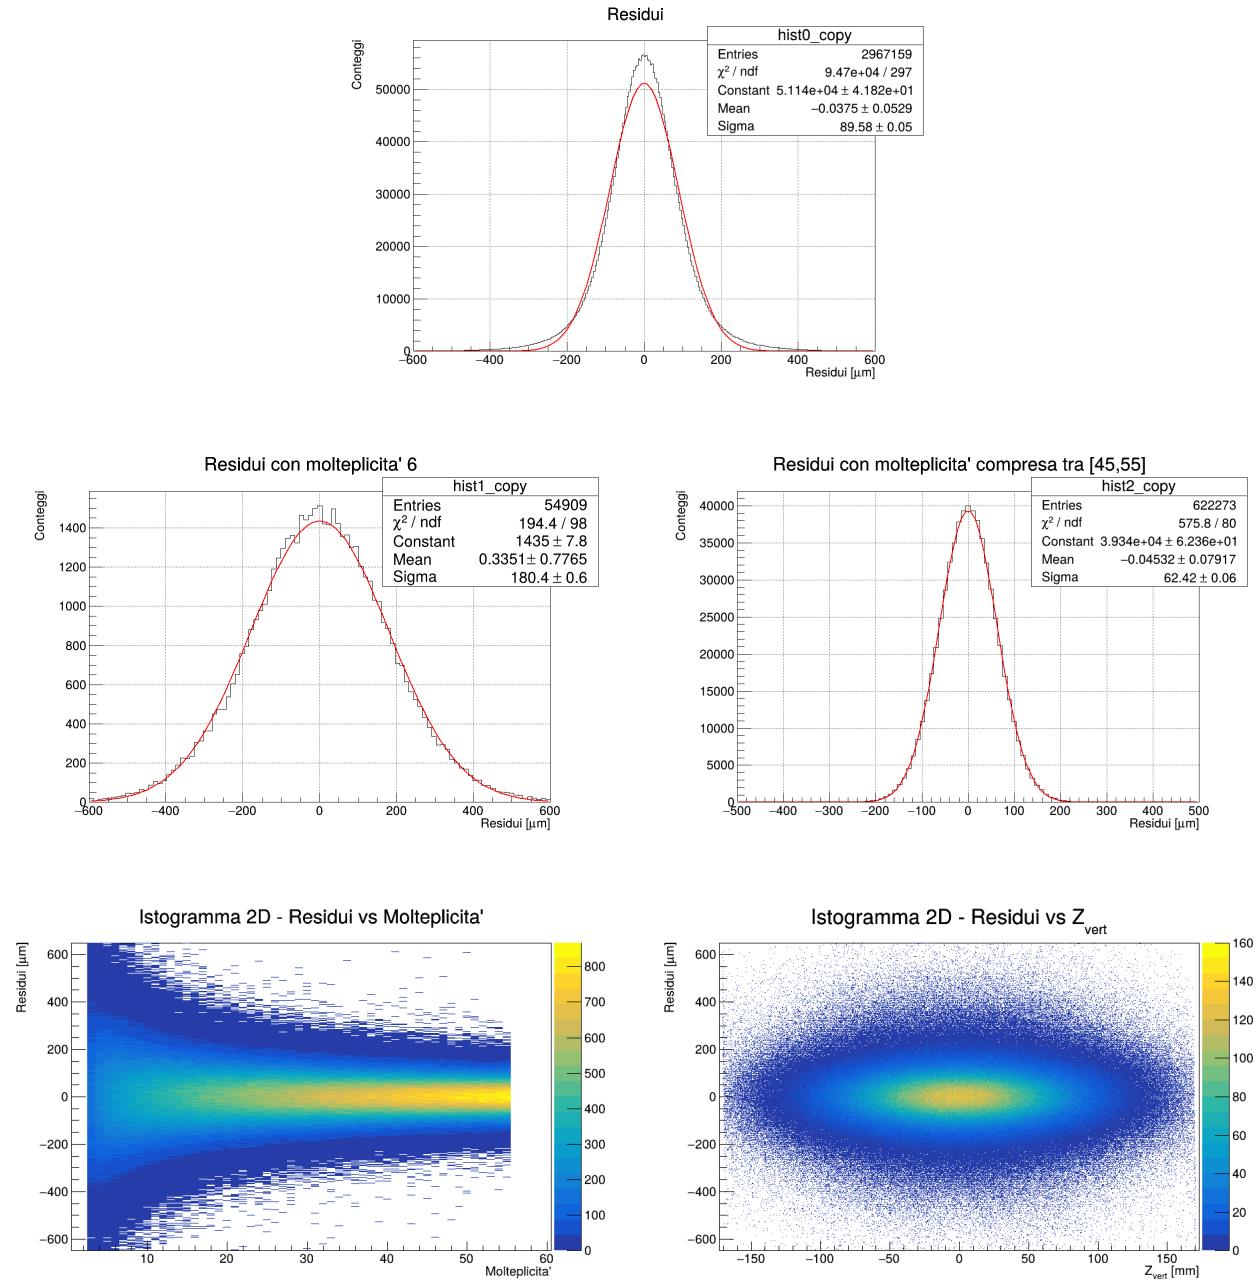 Residui
hist0_copy
Entries 2967159
χ² / ndf 9.47e+04 / 297
Constant 5.114e+04 ± 4.182e+01
Mean −0.0375 ± 0.0529
Sigma 89.58 ± 0.05
Conteggi
50000
40000
30000
20000
10000
0
−600 −400 −200 0 200 400 600
Residui [μm]
Residui con molteplicita' 6
hist1_copy
Entries 54909
χ² / ndf 194.4 / 98
Constant 1435 ± 7.8
Mean 0.3351 ± 0.7765
Sigma 180.4 ± 0.6
Conteggi
1400
1200
1000
800
600
400
200
0
−600 −400 −200 0 200 400 600
Residui [μm]
Residui con molteplicita' compresa tra [45,55]
hist2_copy
Entries 622273
χ² / ndf 575.8 / 80
Constant 3.934e+04 ± 6.236e+01
Mean −0.04532 ± 0.07917
Sigma 62.42 ± 0.06
Conteggi
40000
35000
30000
25000
20000
15000
10000
5000
0
−500 −400 −300 −200 −100 0 100 200 300 400 500
Residui [μm]
Istogramma 2D - Residui vs Molteplicita'
Residui [μm]
600
400
200
0
−200
−400
−600
10 20 30 40 50 60
Molteplicita'
800
700
600
500
400
300
200
100
0
Istogramma 2D - Residui vs Z vert
Residui [μm]
600
400
200
0
−200
−400
−600
−150 −100 −50 0 50 100 150
Z vert [mm]
160
140
120
100
80
60
40
20
0